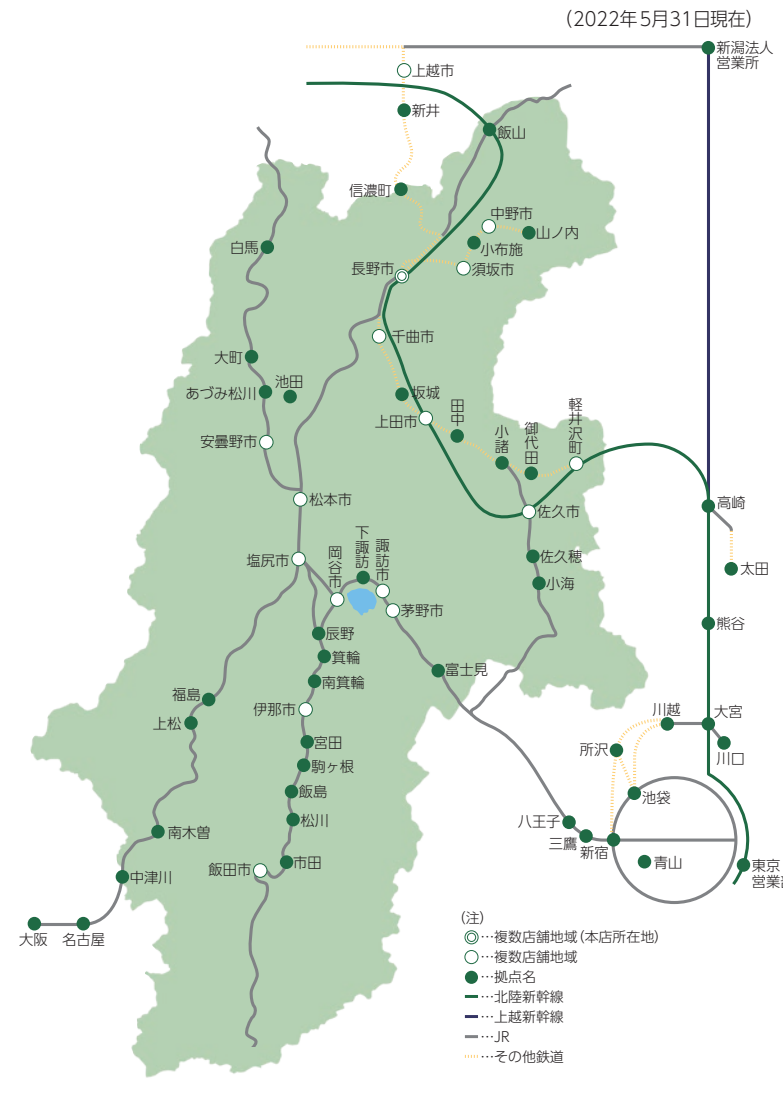 (2022年5月31日現在)
新潟法人
営業所
上越市
新井
飯山
信濃町
中野市
山ノ内
小布施
白馬
長野市
須坂市
千曲市
大町
池田
あづみ松川
坂城
田中
上田市
小諸
御代田
軽井沢町
安曇野市
松本市
佐久市
高崎
塩尻市
岡谷市
下諏訪
諏訪市
佐久穂
太田
小海
茅野市
辰野
熊谷
箕輪
富士見
南箕輪
福島
伊那市
上松
川越
大宮
宮田
所沢
川口
駒ヶ根
飯島
池袋
松川
八王子
南木曽
三鷹
新宿
市田
飯田市
青山
東京
営業
中津川
大阪
名古屋
(注)
…複数店舗地域(本店所在地)
…複数店舗地域
…拠点名
…北陸新幹線
…上越新幹線
…JR
…その他鉄道